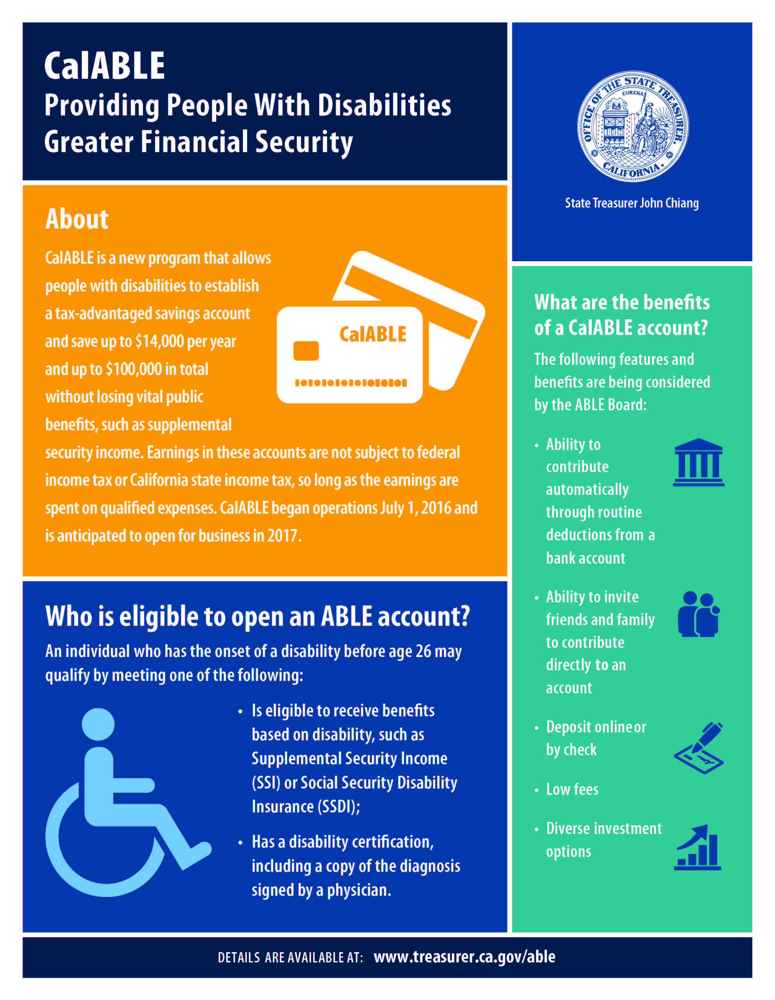 CalABLE
Providing People With Disabilities
Greater Financial Security
OFFICE OF THE STATE TREASURER.
EUREKA
CALIFORNIA.
State Treasurer John Chiang
About
CalABLE is a new program that allows
people with disabilities to establish
a tax-advantaged savings account
and save up to $14,000 per year
and up to $100,000 in total
without losing vital public
benefits, such as supplemental
security income. Earnings in these accounts are not subject to federal
income tax or California state income tax, so long as the earnings are
spent on qualified expenses. CalABLE began operations July 1, 2016 and
is anticipated to open for business in 2017.
CalABLE
Who is eligible to open an ABLE account?
An individual who has the onset of a disability before age 26 may
qualify by meeting one of the following:
• Is eligible to receive benefits
based on disability, such as
Supplemental Security Income
(SSI) or Social Security Disability
Insurance (SSDI);
• Has a disability certification,
including a copy of the diagnosis
signed by a physician.
What are the benefits
of a CalABLE account?
The following features and
benefits are being considered
by the ABLE Board:
• Ability to
contribute
automatically
through routine
deductions from a
bank account
• Ability to invite
friends and family
to contribute
directly to an
account
• Deposit online or
by check
• Low fees
• Diverse investment
options
DETAILS ARE AVAILABLE AT: www.treasurer.ca.gov/able